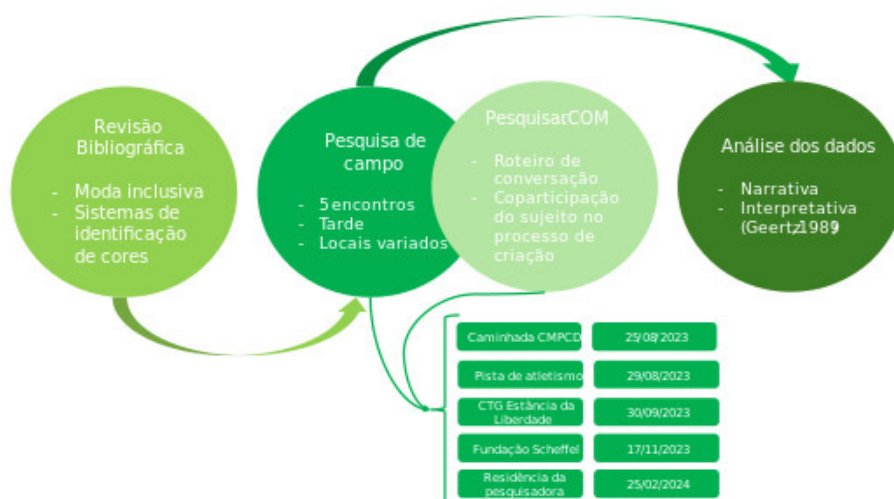 Revisão
Bibliográfica
- Moda inclusiva
- Sistemas de
identificação
de cores
Pesquisa de
campo
- 5 encontros
- Tarde
- Locais variados
PesquisarCOM
- Roteiro de
conversação
- Coparticipação
do sujeito no
processo de
criação
Análise dos dados
- Narrativa
- Interpretativa
(Geertz, 1989)
Caminhada CMPCD 25/08/2023
Pista de atletismo 29/08/2023
CTG Estância da
Liberdade 30/09/2023
Fundação Scheffel 17/11/2023
Residência da
pesquisadora 25/02/2024